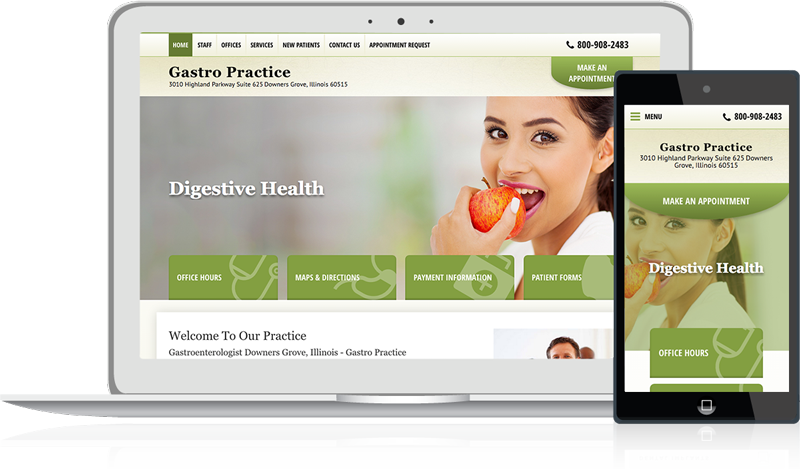 HOME STAFF OFFICES SERVICES NEW PATIENTS CONTACT US APPOINTMENT REQUEST 800-908-2483
Gastro Practice
3010 Highland Parkway Suite 625 Downers Grove, Illinois 60515
MAKE AN
APPOINTMENT
Digestive Health
OFFICE HOURS MAPS & DIRECTIONS PAYMENT INFORMATION PATIENT FORMS
Welcome To Our Practice
Gastroenterologist Downers Grove, Illinois - Gastro Practice
MENU 800-908-2483
Gastro Practice
3010 Highland Parkway Suite 625 Downers
Grove, Illinois 60515
MAKE AN APPOINTMENT
Digestive Health
OFFICE HOURS